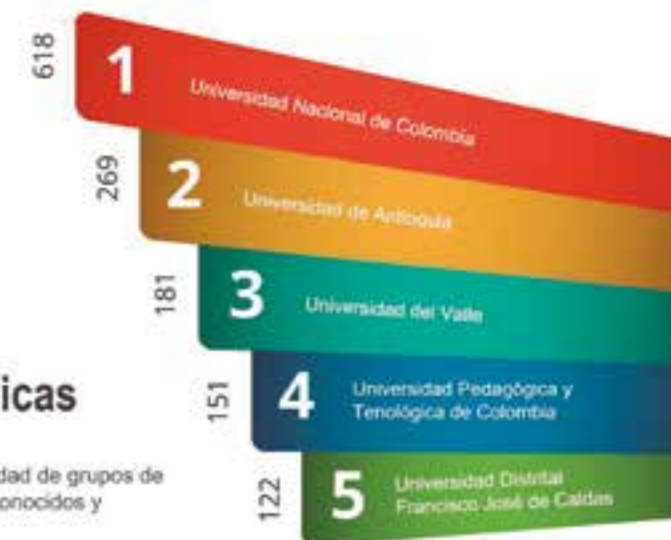 618
1
Universidad Nacional de Colombia
269
2
Universidad de Antioquia
181
3
Universidad del Valle
icas
151
4
Universidad Pedagógica y
Tenológica de Colombia
dad de grupos de
onocidos y
122
5
Universidad Distrital
Francisco José de Caldas